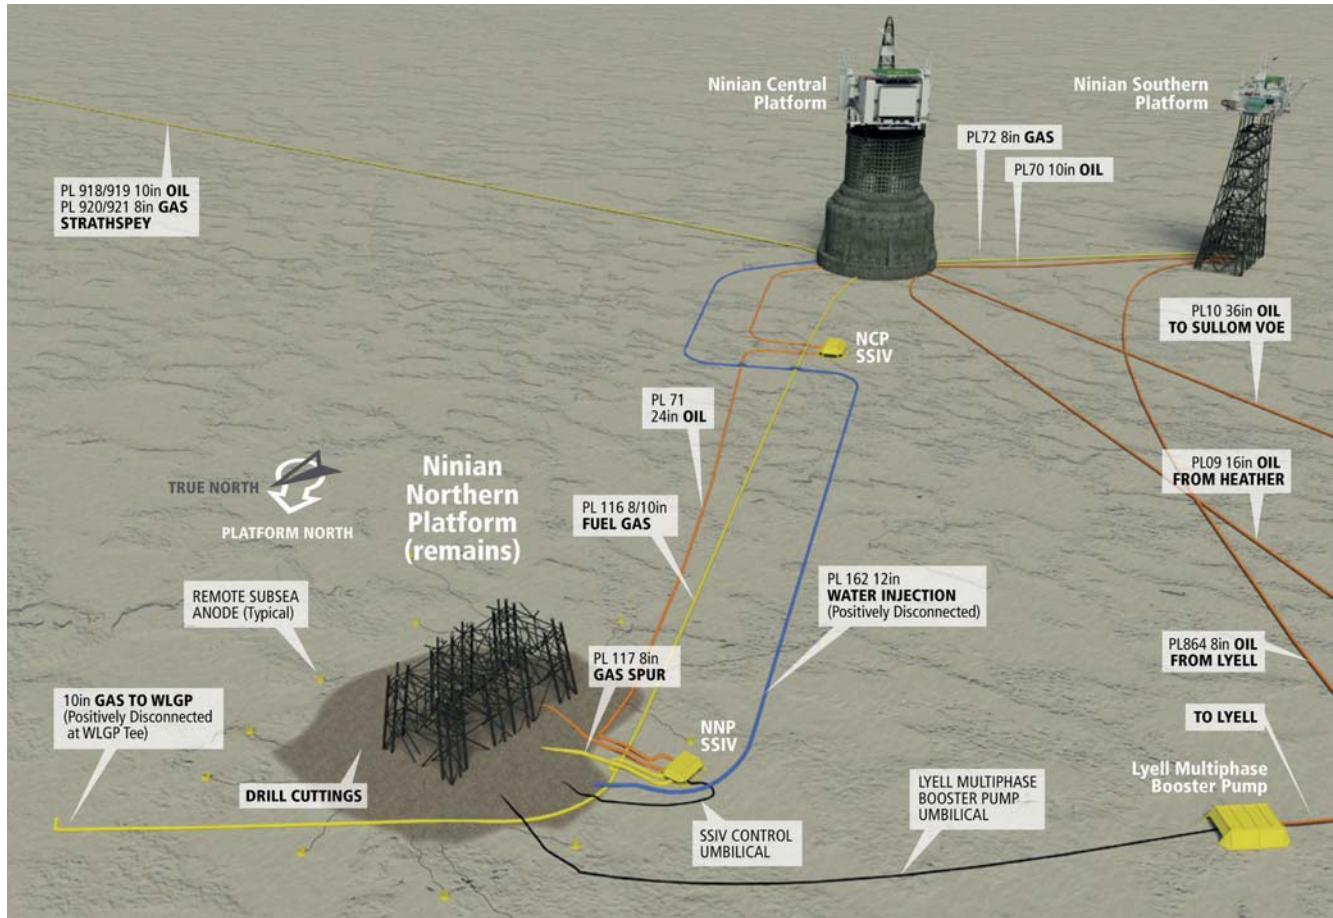 Ninian Central
Platform
Ninian Southern
Platform
PL72 8in GAS
PL70 10in OIL
PL 918/919 10in OIL
PL 920/921 8in GAS
STRATHSPEY
PL10 36in OIL
TO SULLOM VOE
NCP
SSIV
PL 71
24in OIL
Ninian
Northern
Platform
(remains)
TRUE NORTH
PLATFORM NORTH
PL09 16in OIL
FROM HEATHER
PL 116 8/10in
FUEL GAS
PL 162 12in
WATER INJECTION
(Positively Disconnected)
REMOTE SUBSEA
ANODE (Typical)
PL864 8in OIL
FROM LYELL
PL 117 8in
GAS SPUR
10in GAS TO WLGP
(Positively Disconnected
at WLGP Tee)
TO LYELL
NNP
SSIV
Lyell Multiphase
Booster Pump
DRILL CUTTINGS
LYELL MULTIPHASE
BOOSTER PUMP
UMBILICAL
SSIV CONTROL
UMBILICAL